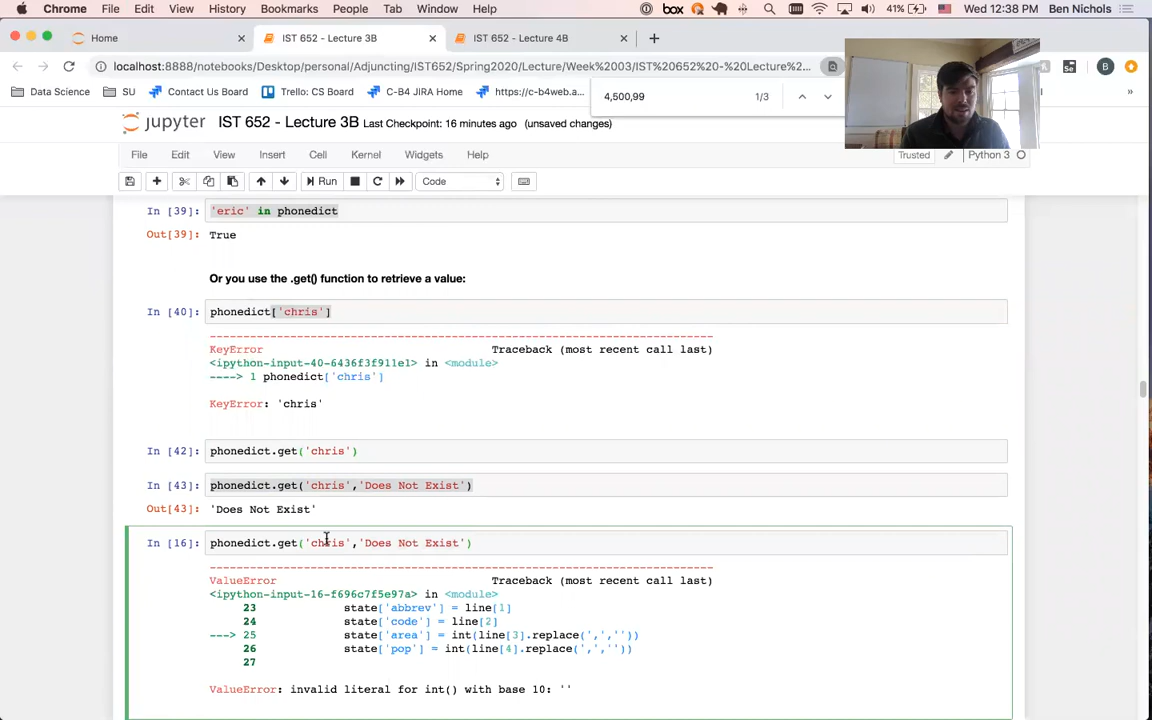 Chrome File Edit View History Bookmarks People Tab Window Help box 41% Wed 12:38 PM Ben Nichols
Home IST 652 - Lecture 3B IST 652 - Lecture 4B
localhost:8888/notebooks/Desktop/personal/Adjuncting/IST652/Spring2020/Lecture/Week%2003/IST%20652%20-%20Lecture%2... Se B
Data Science SU Contact Us Board Trello: CS Board C-B4 JIRA Home https://c-b4web.a... »
4,500,99 1/3
jupyter IST 652 - Lecture 3B Last Checkpoint: 16 minutes ago (unsaved changes)
File Edit View Insert Cell Kernel Widgets Help Trusted Python 3
Run Code
In [39]: 'eric' in phonedict
Out[39]: True
Or you use the .get() function to retrieve a value:
In [40]: phonedict['chris']
---------------------------------------------------------------------------
KeyError Traceback (most recent call last)
<ipython-input-40-6436f3f911e1> in <module>
----> 1 phonedict['chris']
KeyError: 'chris'
In [42]: phonedict.get('chris')
In [43]: phonedict.get('chris','Does Not Exist')
Out[43]: 'Does Not Exist'
In [16]: phonedict.get('chris','Does Not Exist')
---------------------------------------------------------------------------
ValueError Traceback (most recent call last)
<ipython-input-16-f696c7f5e97a> in <module>
23 state['abbrev'] = line[1]
24 state['code'] = line[2]
---> 25 state['area'] = int(line[3].replace(',',''))
26 state['pop'] = int(line[4].replace(',',''))
27
ValueError: invalid literal for int() with base 10: ''